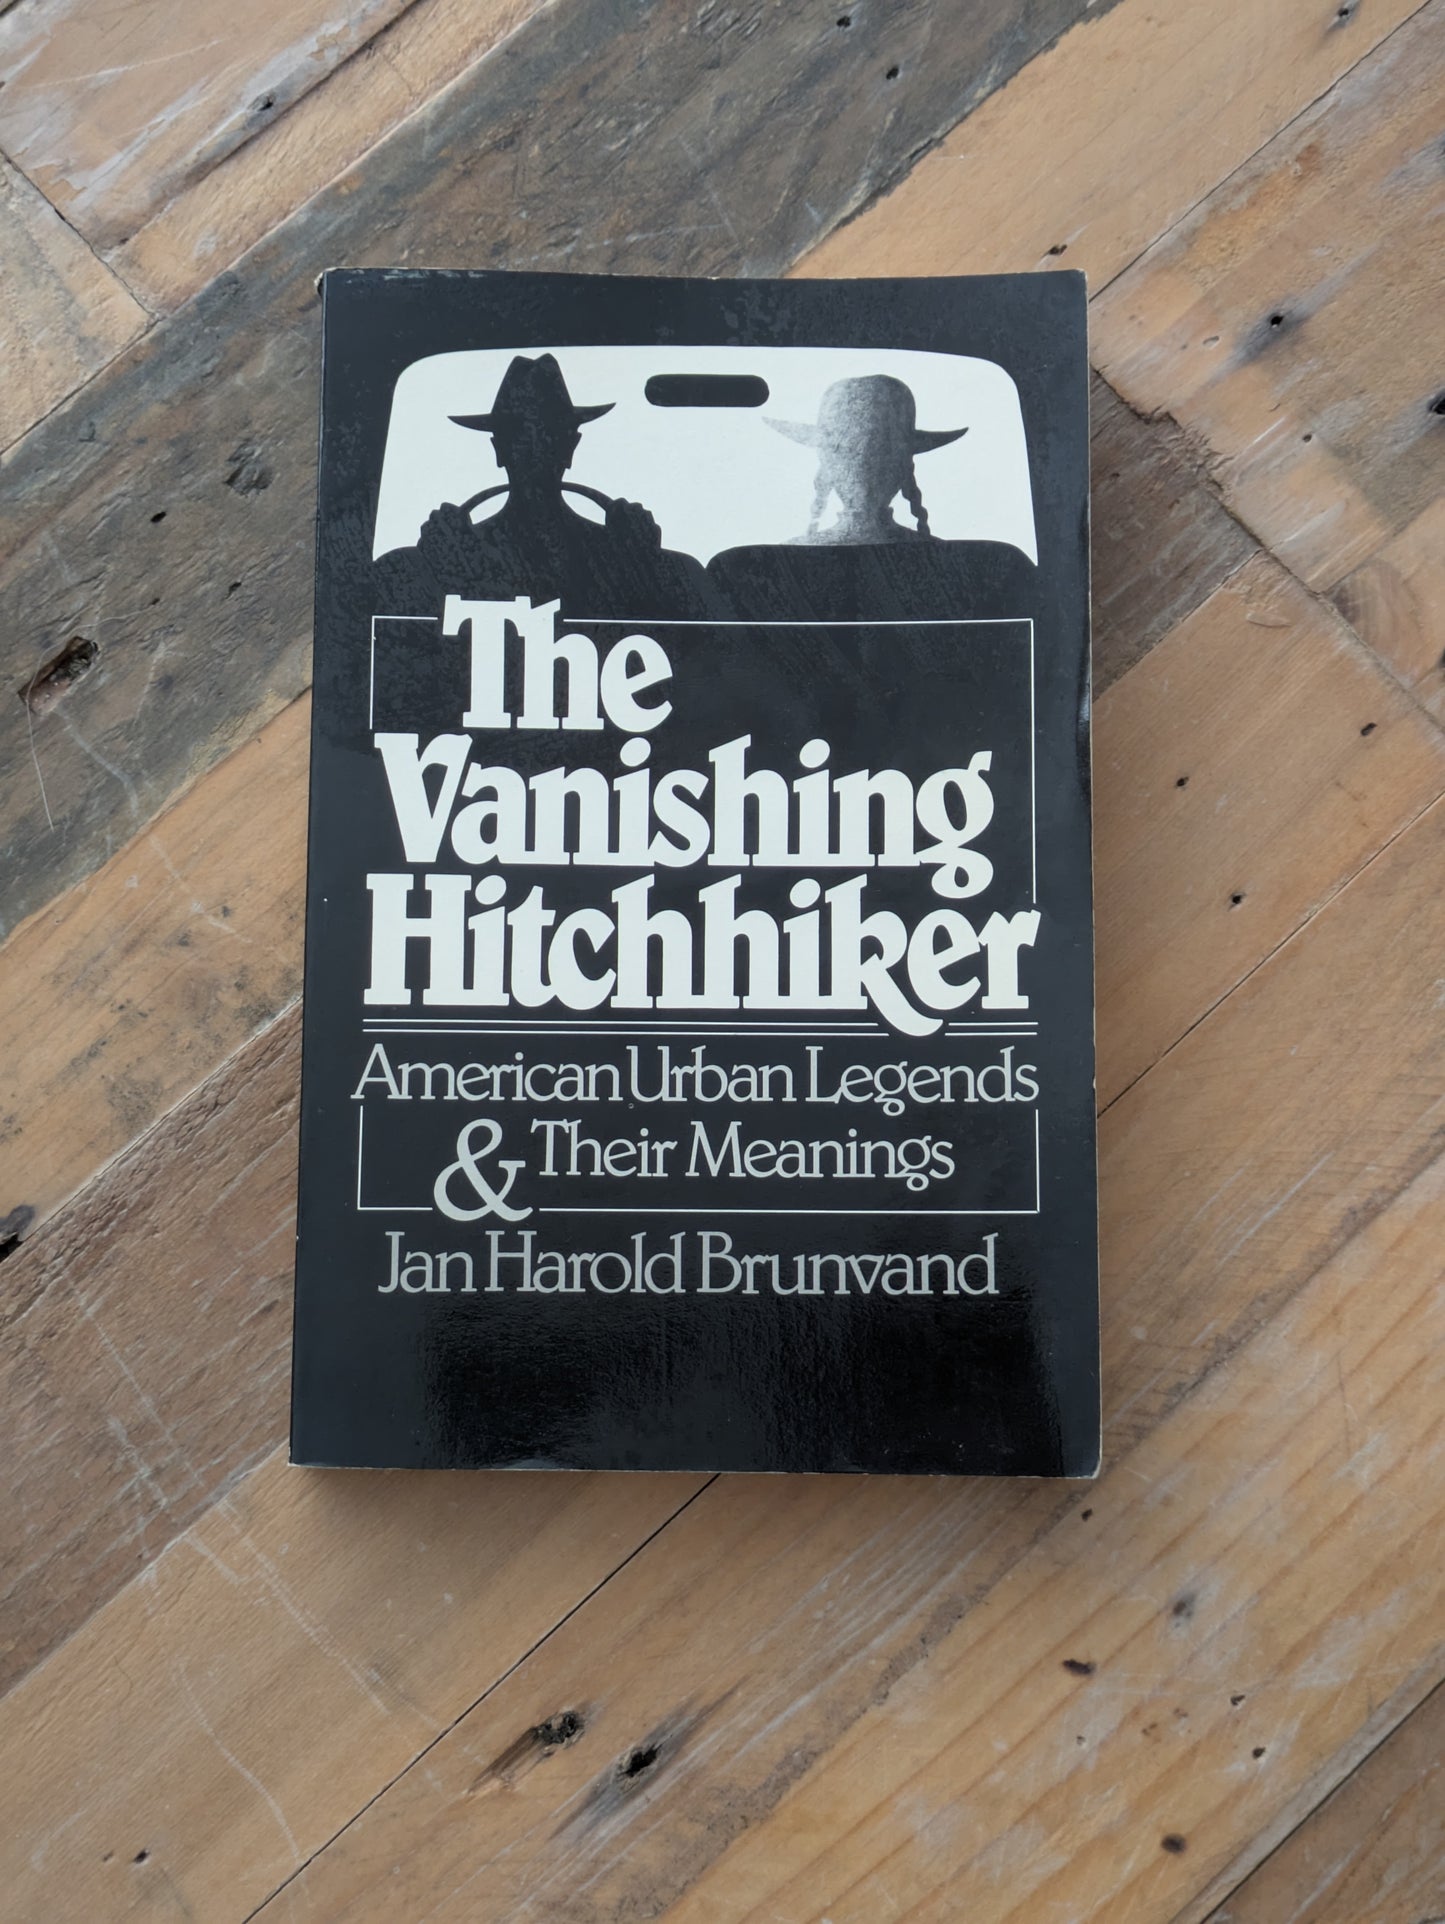 The
Vanishing
Hitchhiker
American Urban Legends
& Their Meanings
Jan Harold Brunvand